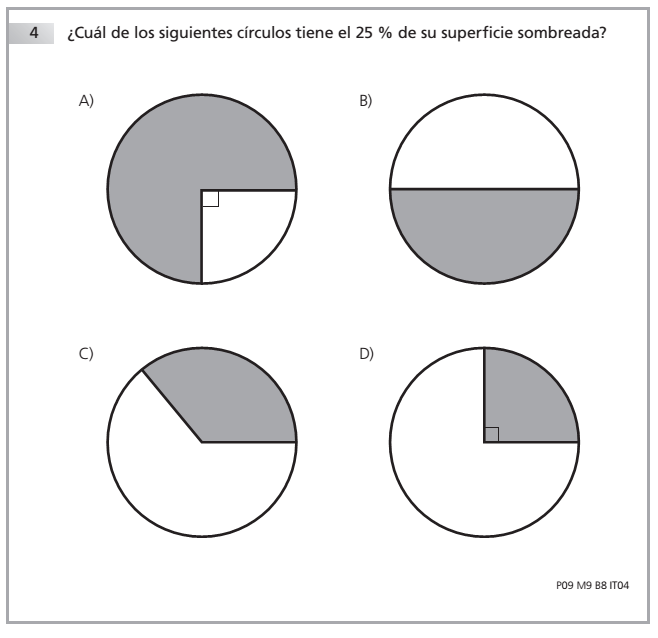 4 ¿Cuál de los siguientes círculos tiene el 25 % de su superficie sombreada?
A)
B)
C)
D)
P09 M9 B8 IT04